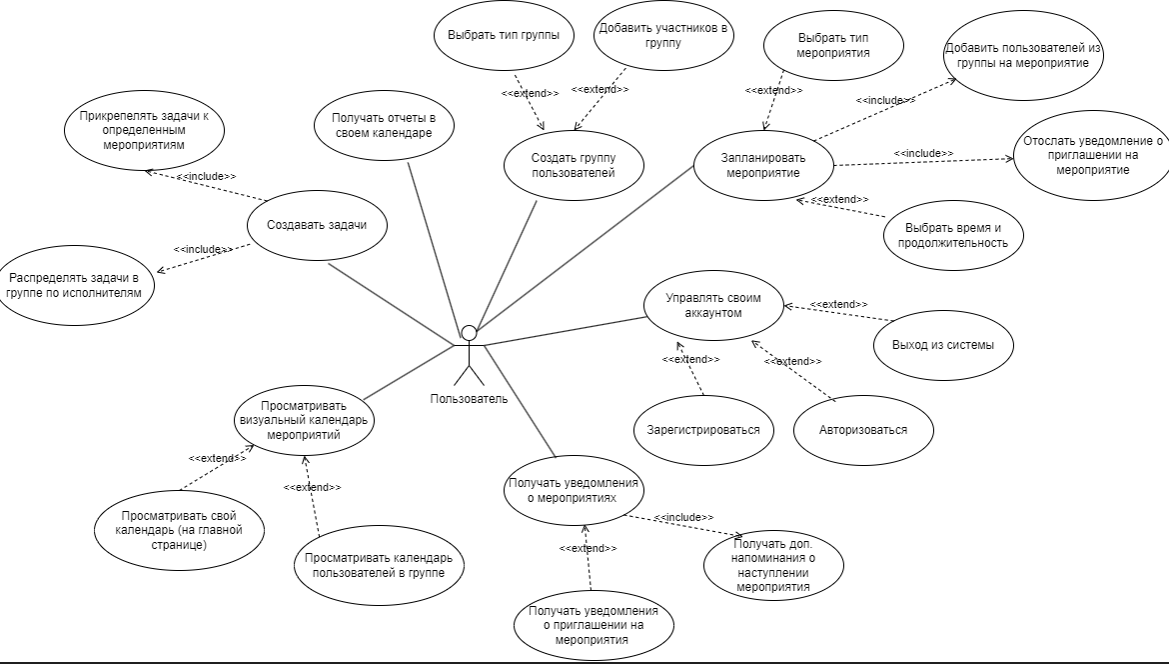 Выбрать тип группы
Добавить участников в
группу
Выбрать тип
мероприятия
Добавить пользователей из
группы на мероприятие
<<extend>>
<<extend>>
<<extend>>
<<include>>
Прикрепелять задачи к
определенным
мероприятиям
Получать отчеты в
своем календаре
Создать группу
пользователей
Запланировать
мероприятие
<<include>>
Отослать уведомление о
приглашении на
мероприятие
<<include>>
<<extend>>
Создавать задачи
Выбрать время и
продолжительность
<<include>>
Распределять задачи в
группе по исполнителям
Управлять своим
аккаунтом
<<extend>>
Выход из системы
<<extend>>
<<extend>>
Пользователь
Просматривать
визуальный календарь
мероприятий
Зарегистрироваться
Авторизоваться
<<extend>>
<<extend>>
Получать уведомления
о мероприятиях
<<include>>
Просматривать свой
календарь (на главной
странице)
Просматривать календарь
пользователей в группе
<<extend>>
Получать доп.
напоминания о
наступлении
мероприятия
Получать уведомления
о приглашении на
мероприятия